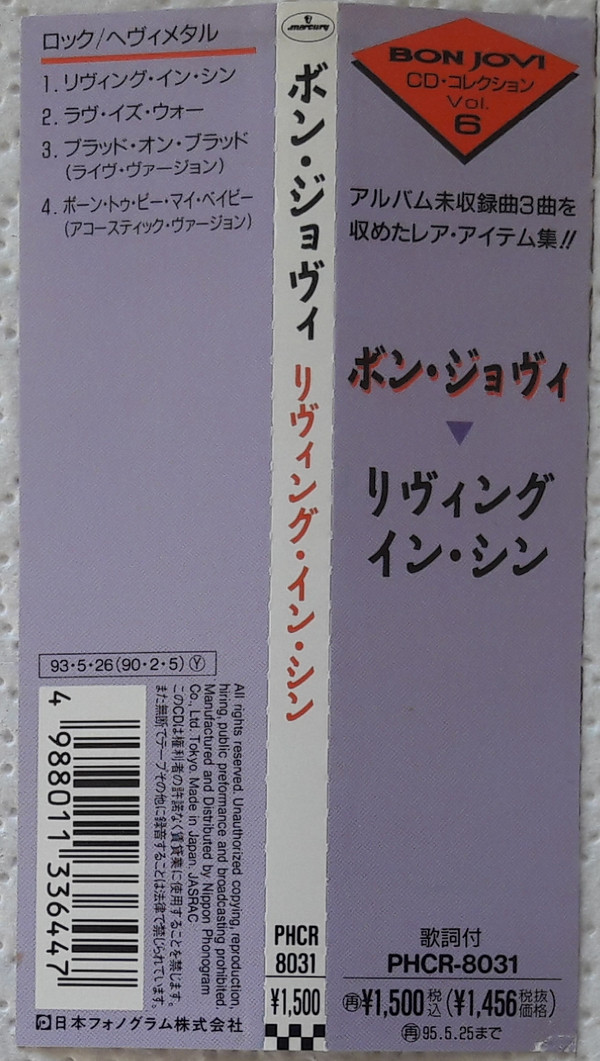 ロック/ヘヴィメタル
1. リヴィング・イン・シン
2. ラヴ・イズ・ウォー
3. ブラッド・オン・ブラッド
(ライヴ・ヴァージョン)
4. ボーン・トゥ・ビー・マイ・ベイビー
(アコースティック・ヴァージョン)
93・5・26(90・2・5)Ⓨ
4 988011 336447
All rights reserved. Unauthorized copying, reproduction,
hiring, public preformance and broadcasting prohibited.
Manufactured and Distributed by Nippon Phonogram
Co., Ltd. Tokyo. Made in Japan. JASRAC
このCDは権利者の許諾なく賃貸業に使用することを禁じます。
また無断でテープその他に録音することは法律で禁じられています。
日本フォノグラム株式会社
mercury
ボン・ジョヴィ リヴィング・イン・シン
PHCR
8031
¥1,500
BON JOVI
CD・コレクション
Vol.
6
アルバム未収録曲3曲を
収めたレア・アイテム集!!
ボン・ジョヴィ
▼
リヴィング
イン・シン
歌詞付
PHCR-8031
㋐¥1,500税込(¥1,456税抜価格)
再95.5.25まで